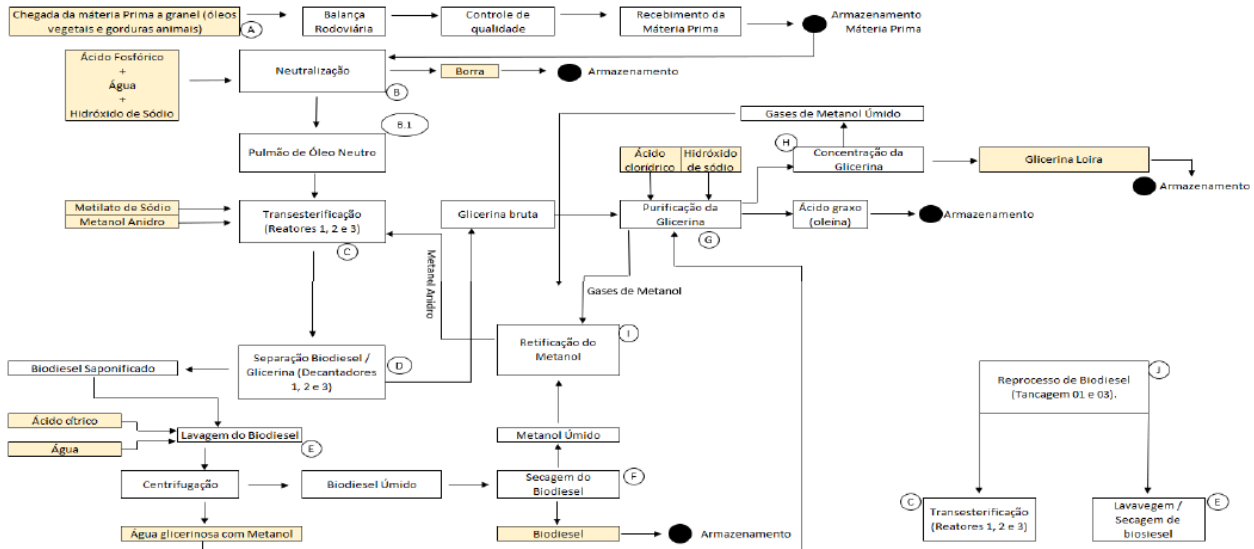 Chegada da máteria Prima a granel (óleos
vegetais e gorduras animais)
A
Balança
Rodoviária
Controle de
qualidade
Recebimento da
Máteria Prima
Armazenamento
Máteria Prima
Ácido Fosfórico
+
Água
+
Hidróxido de Sódio
Neutralização
B
Borra
Armazenamento
B.1
Pulmão de Óleo Neutro
Gases de Metanol Úmido
H
Ácido
clorídrico
Hidróxido
de sódio
Concentração da
Glicerina
Glicerina Loira
Armazenamento
Metilato de Sódio
Metanol Anidro
Transesterificação
(Reatores 1, 2 e 3)
C
Glicerina bruta
Purificação da
Glicerina
G
Ácido graxo
(oleína)
Armazenamento
Metanel Anidro
Gases de Metanol
Retificação do
Metanol
I
Separação Biodiesel /
Glicerina (Decantadores
1, 2 e 3)
D
Biodiesel Saponificado
Reprocesso de Biodiesel
(Tancagem 01 e 03).
J
Ácido cítrico
Água
Lavagem do Biodiesel
E
Metanol Úmido
Centrifugação
Biodiesel Úmido
Secagem do
Biodiesel
F
C
Transesterificação
(Reatores 1, 2 e 3)
Lavavegem /
Secagem de
biosiesel
E
Água glicerinosa com Metanol
Biodiesel
Armazenamento